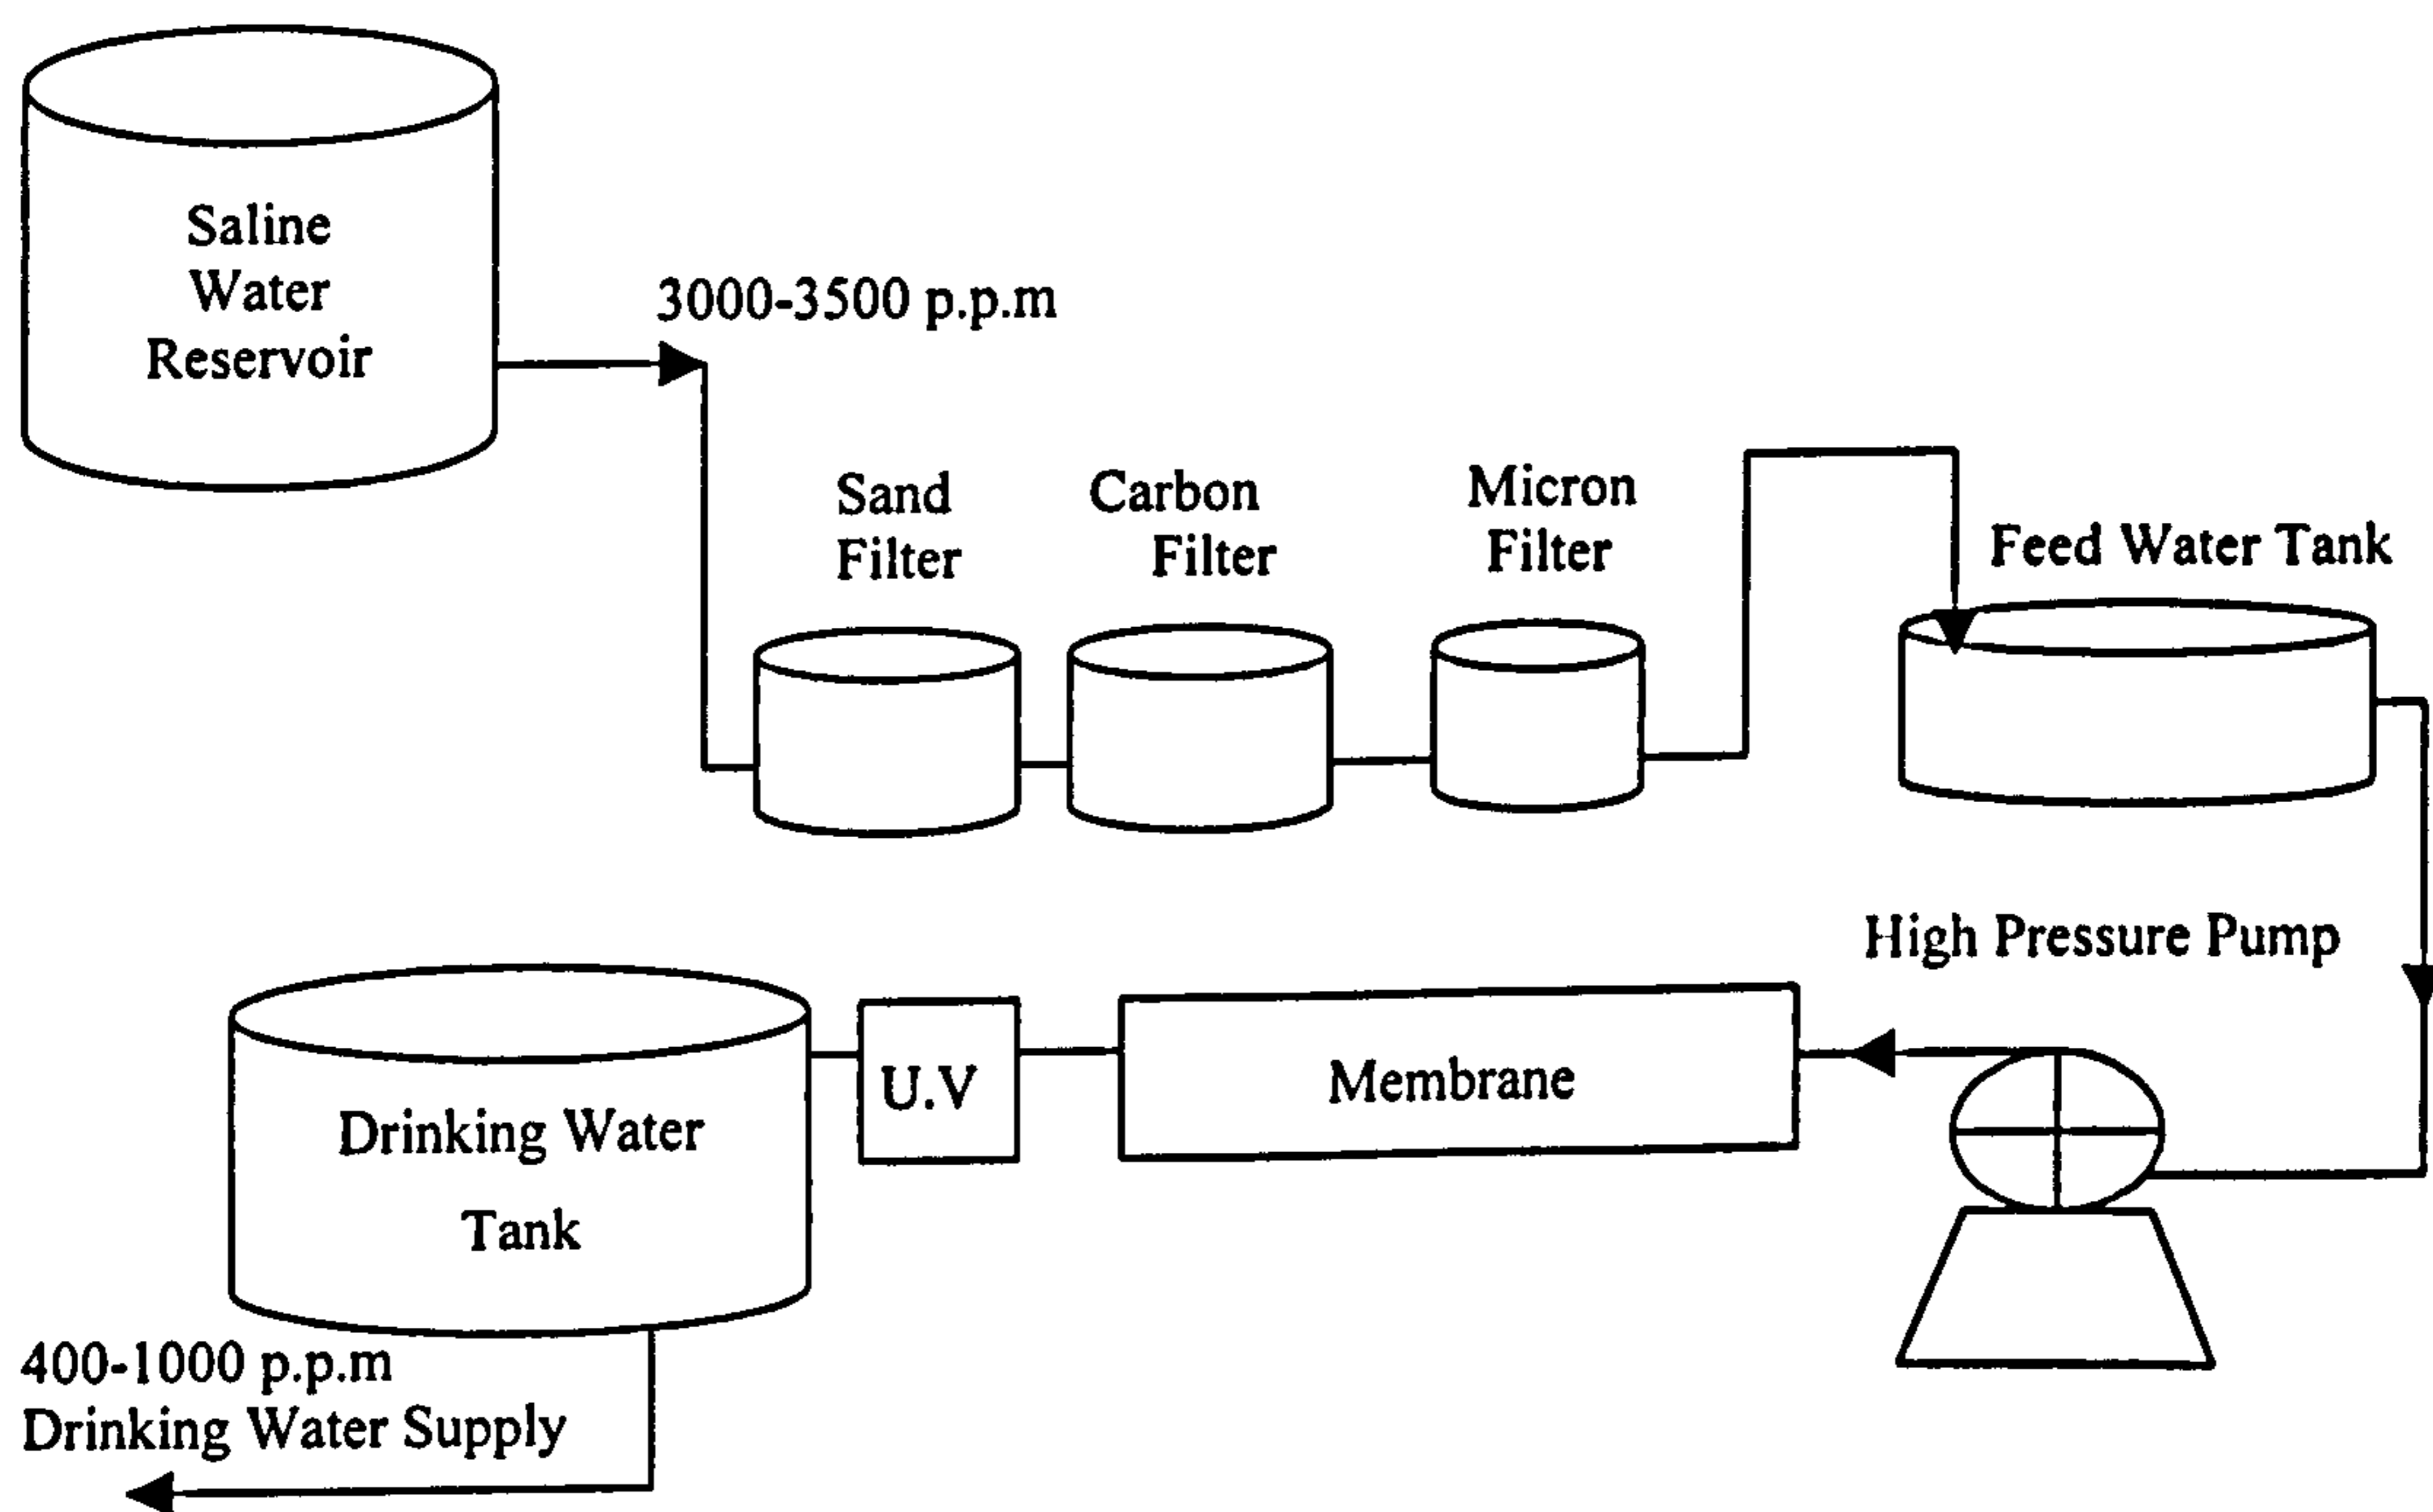 Saline
Water
Reservoir
3000-3500 p.p.m
Sand
Filter
Carbon
Filter
Micron
Filter
Feed Water Tank
High Pressure Pump
Membrane
U.V
Drinking Water
Tank
400-1000 p.p.m
Drinking Water Supply